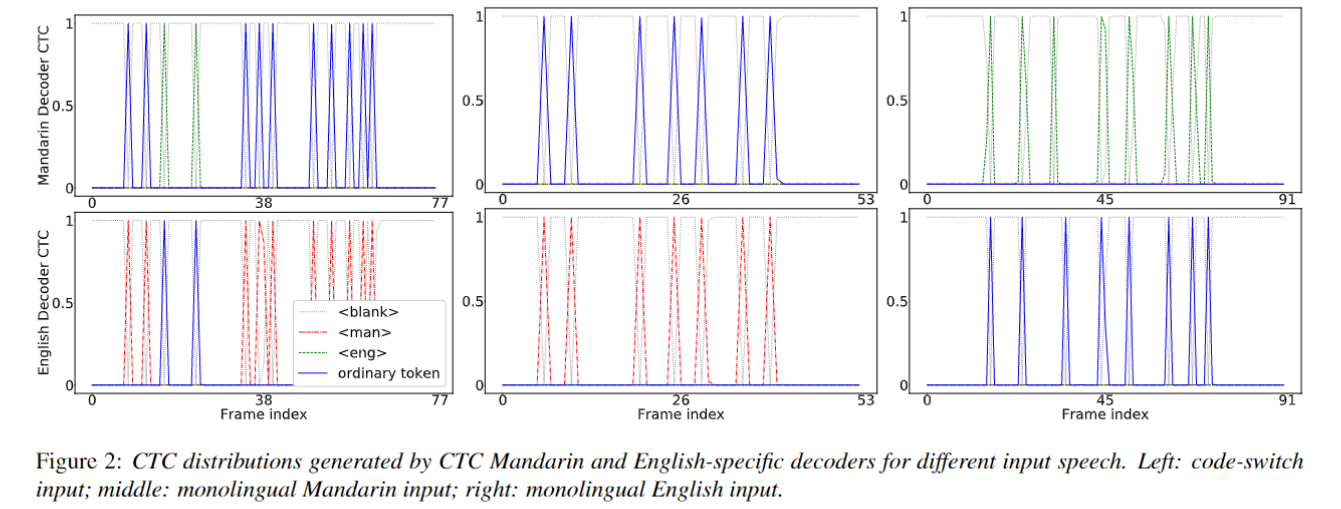 Mandarin Decoder CTC
1
0.5
0
0 38 77
1
0.5
0
0 26 53
1
0.5
0
0 45 91
English Decoder CTC
1
0.5
0
0 38 77
Frame index
<blank>
<man>
<eng>
ordinary token
1
0.5
0
0 26 53
Frame index
1
0.5
0
0 45 91
Frame index
Figure 2: CTC distributions generated by CTC Mandarin and English-specific decoders for different input speech. Left: code-switch
input; middle: monolingual Mandarin input; right: monolingual English input.